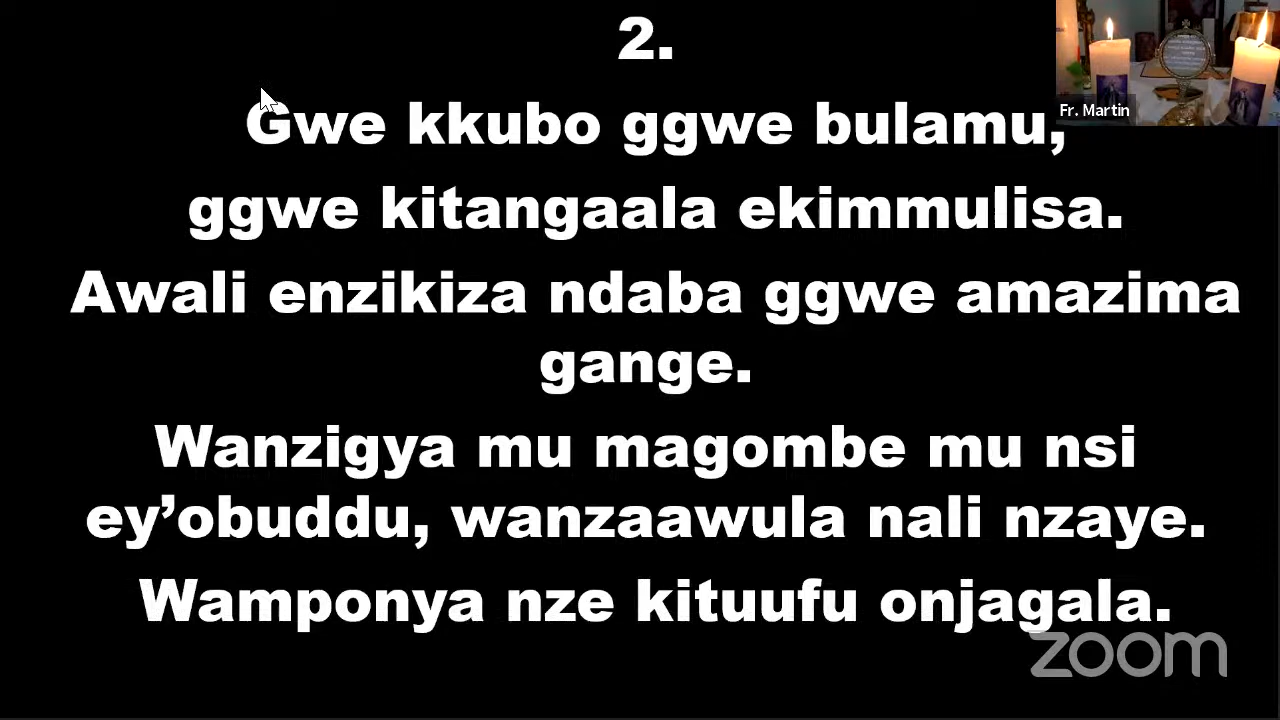 2.
Gwe kkubo ggwe bulamu,
ggwe kitangaala ekimmulisa.
Awali enzikiza ndaba ggwe amazima
gange.
Wanzigya mu magombe mu nsi
ey’obuddu, wanzaawula nali nzaye.
Wamponya nze kituufu onjagala.
Fr. Martin
zoom